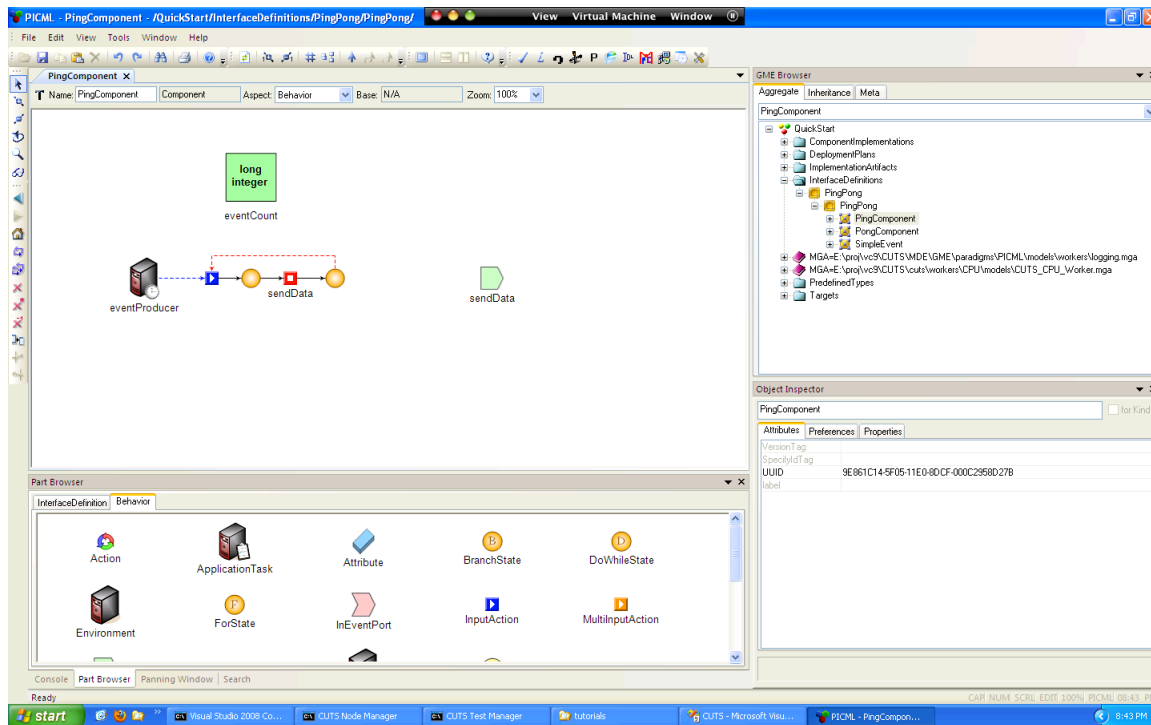 PICML - PingComponent - /QuickStart/InterfaceDefinitions/PingPong/PingPong/
View Virtual Machine Window
File Edit View Tools Window Help
PingComponent X
Name: PingComponent Component Aspect: Behavior Base: N/A Zoom: 100%
long
integer
eventCount
eventProducer
sendData
sendData
GME Browser
Aggregate Inheritance Meta
PingComponent
QuickStart
ComponentImplementations
DeploymentPlans
ImplementationArtifacts
InterfaceDefinitions
PingPong
PingPong
PingComponent
PongComponent
SimpleEvent
MGA=E:\proj\vc9\CUTS\MDE\GME\paradigms\PICML\models\workers\logging.mga
MGA=E:\proj\vc9\CUTS\cuts\workers\CPU\models\CUTS_CPU_Worker.mga
PredefinedTypes
Targets
Object Inspector
PingComponent
for Kind
Attributes Preferences Properties
VersionTag
SpecifyIdTag
UUID 9E861C14-5F05-11E0-8DCF-000C2958D27B
label
Part Browser
InterfaceDefinition Behavior
Action
ApplicationTask
Attribute
BranchState
DoWhileState
Environment
ForState
InEventPort
InputAction
MultiInputAction
Console Part Browser Panning Window Search
Ready
CAP NUM SCRL EDIT 100% PICML 08:43 P
start Visual Studio 2008 Co... CUTS Node Manager CUTS Test Manager tutorials CUTS - Microsoft Visu... PICML - PingCompon... 8:43 PM